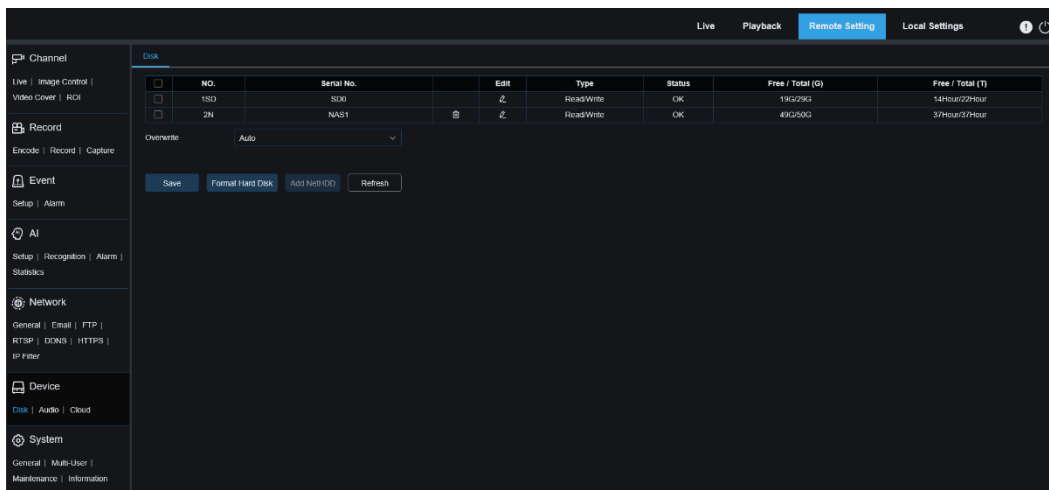 Live Playback Remote Setting Local Settings
Channel
Live | Image Control |
Video Cover | ROI
Record
Encode | Record | Capture
Event
Setup | Alarm
AI
Setup | Recognition | Alarm |
Statistics
Network
General | Email | FTP |
RTSP | DDNS | HTTPS |
IP Filter
Device
Disk | Audio | Cloud
System
General | Multi-User |
Maintenance | Information
Disk
NO. Serial No. Edit Type Status Free / Total (G) Free / Total (T)
1SD SD0 Read/Write OK 19G/29G 14Hour/22Hour
2N NAS1 Read/Write OK 49G/50G 37Hour/37Hour
Overwrite Auto
Save Format Hard Disk Add NetHDD Refresh